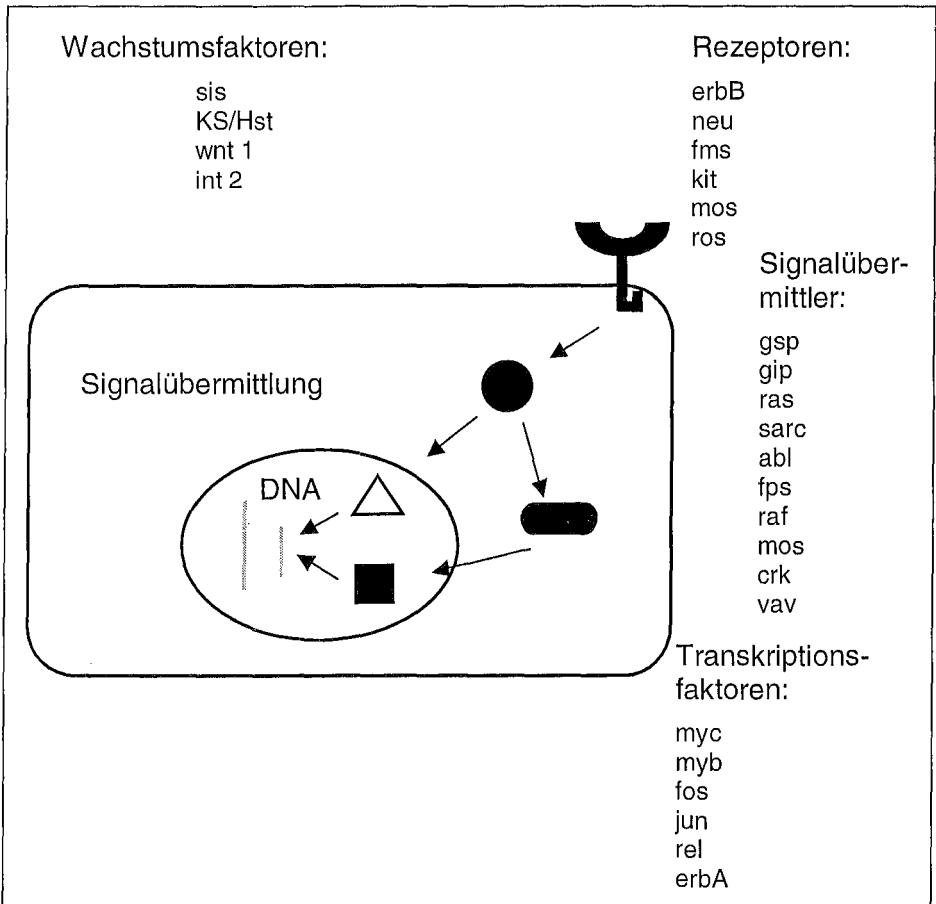 Wachstumsfaktoren:
sis
KS/Hst
wnt 1
int 2
Rezeptoren:
erbB
neu
fms
kit
mos
ros
Signalüber-
mittler:
gsp
gip
ras
sarc
abl
fps
raf
mos
crk
vav
Signalübermittlung
DNA
Transkriptions-
faktoren:
myc
myb
fos
jun
rel
erbA